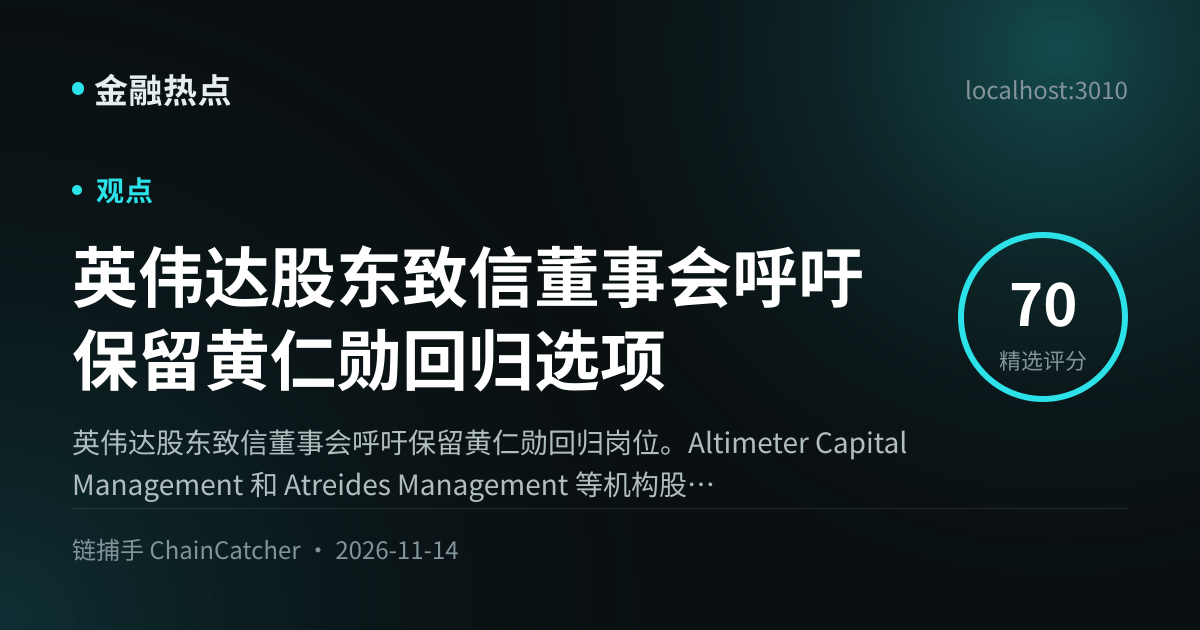 金融热点
localhost:3010
观点
英伟达股东致信董事会呼吁
保留黄仁勋回归选项
70
精选评分
英伟达股东致信董事会呼吁保留黄仁勋回归岗位。Altimeter Capital
Management 和 Atreides Management 等机构股…
链捕手 ChainCatcher · 2026-11-14